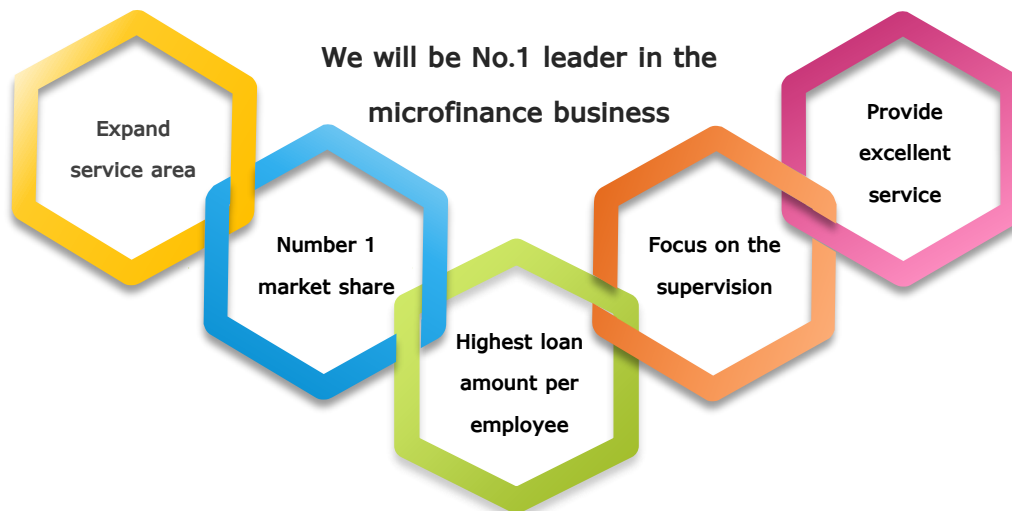 We will be No.1 leader in the
microfinance business
Expand
service area
Number 1
market share
Highest loan
amount per
employee
Focus on the
supervision
Provide
excellent
service